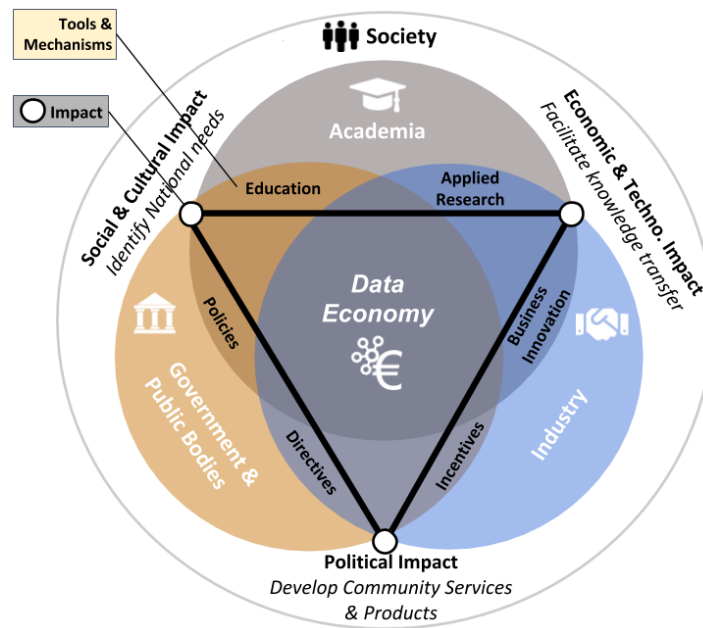 Tools &
Mechanisms
Society
Impact
Academia
Social & Cultural Impact
Identify National needs
Economic & Techno. Impact
Facilitate knowledge transfer
Education
Applied
Research
Data
Economy
€
Policies
Business
Innovation
Government &
Public Bodies
Industry
Directives
Incentives
Political Impact
Develop Community Services
& Products